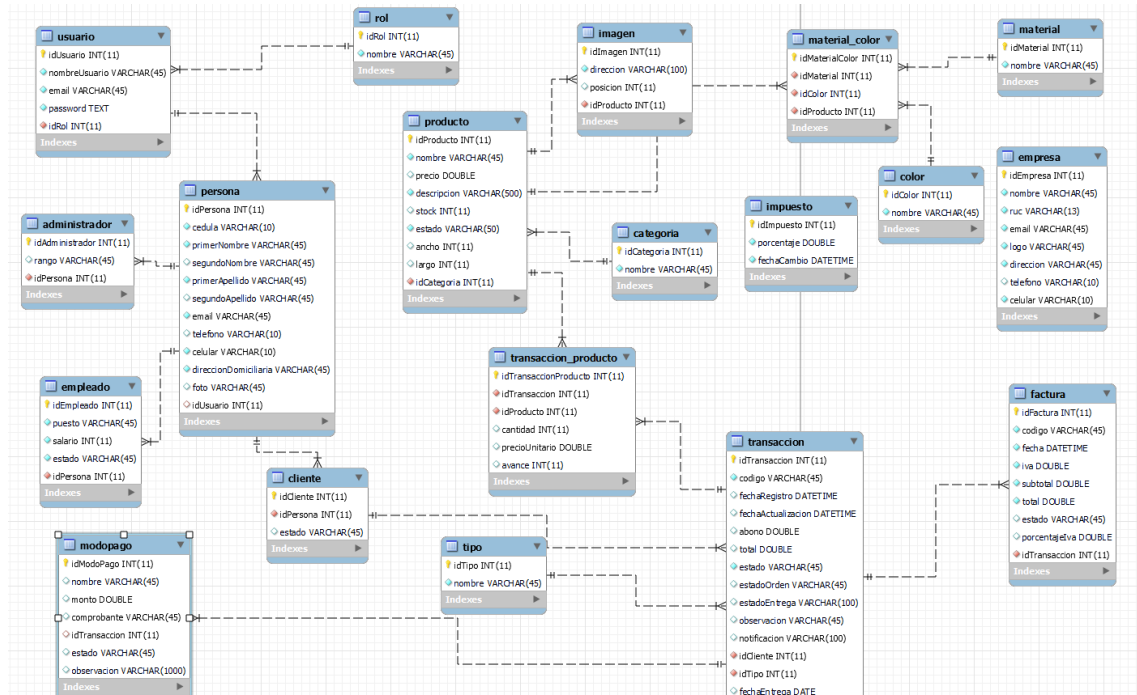 usuario
idUsuario INT(11)
nombreUsuario VARCHAR(45)
email VARCHAR(45)
password TEXT
idRol INT(11)
Indexes
rol
idRol INT(11)
nombre VARCHAR(45)
Indexes
imagen
idImagen INT(11)
direccion VARCHAR(100)
posicion INT(11)
idProducto INT(11)
Indexes
material_color
idMaterialColor INT(11)
idMaterial INT(11)
idColor INT(11)
idProducto INT(11)
Indexes
material
idMaterial INT(11)
nombre VARCHAR(45)
Indexes
producto
idProducto INT(11)
nombre VARCHAR(45)
precio DOUBLE
descripcion VARCHAR(500)
stock INT(11)
estado VARCHAR(50)
ancho INT(11)
largo INT(11)
idCategoria INT(11)
Indexes
persona
idPersona INT(11)
cedula VARCHAR(10)
primerNombre VARCHAR(45)
segundoNombre VARCHAR(45)
primerApellido VARCHAR(45)
segundoApellido VARCHAR(45)
email VARCHAR(45)
telefono VARCHAR(10)
celular VARCHAR(10)
direccionDomiciliaria VARCHAR(45)
foto VARCHAR(45)
idUsuario INT(11)
Indexes
color
idColor INT(11)
nombre VARCHAR(45)
Indexes
empresa
idEmpresa INT(11)
nombre VARCHAR(45)
ruc VARCHAR(13)
email VARCHAR(45)
logo VARCHAR(45)
direccion VARCHAR(45)
telefono VARCHAR(10)
celular VARCHAR(10)
Indexes
administrador
idAdministrador INT(11)
rango VARCHAR(45)
idPersona INT(11)
Indexes
categoria
idCategoria INT(11)
nombre VARCHAR(45)
Indexes
impuesto
idImpuesto INT(11)
porcentaje DOUBLE
fechaCambio DATETIME
Indexes
transaccion_producto
idTransaccionProducto INT(11)
idTransaccion INT(11)
idProducto INT(11)
cantidad INT(11)
precioUnitario DOUBLE
avance INT(11)
Indexes
empleado
idEmpleado INT(11)
puesto VARCHAR(45)
salario INT(11)
estado VARCHAR(45)
idPersona INT(11)
Indexes
factura
idFactura INT(11)
codigo VARCHAR(45)
fecha DATETIME
iva DOUBLE
subtotal DOUBLE
total DOUBLE
estado VARCHAR(45)
porcentajeIva DOUBLE
idTransaccion INT(11)
Indexes
cliente
idCliente INT(11)
idPersona INT(11)
estado VARCHAR(45)
Indexes
transaccion
idTransaccion INT(11)
codigo VARCHAR(45)
fechaRegistro DATETIME
fechaActualizacion DATETIME
abono DOUBLE
total DOUBLE
estado VARCHAR(45)
estadoOrden VARCHAR(45)
estadoEntrega VARCHAR(100)
observacion VARCHAR(45)
notificacion VARCHAR(100)
idCliente INT(11)
idTipo INT(11)
fechaEntrega DATE
modopago
idModoPago INT(11)
nombre VARCHAR(45)
monto DOUBLE
comprobante VARCHAR(45)
idTransaccion INT(11)
estado VARCHAR(45)
observacion VARCHAR(1000)
Indexes
tipo
idTipo INT(11)
nombre VARCHAR(45)
Indexes